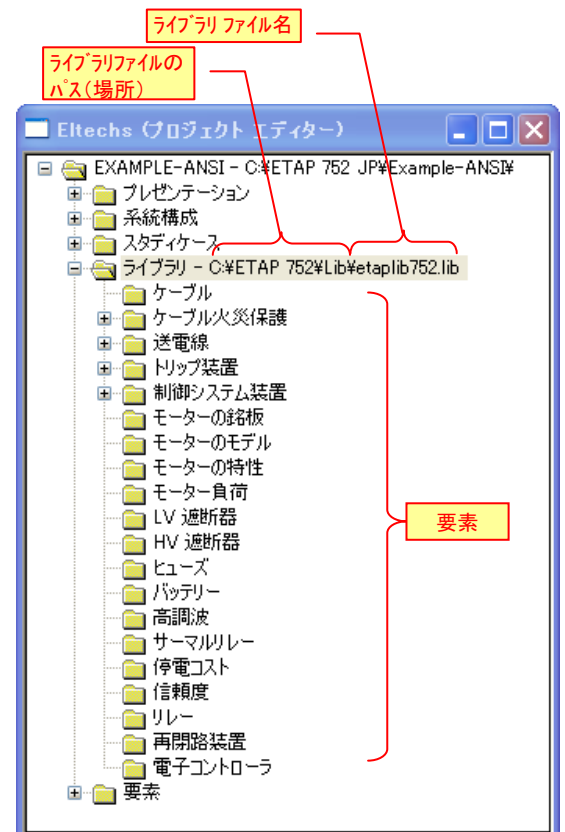 ライブラリ ファイル名
ライブラリファイルの
パス(場所)
Eltechs (プロジェクト エディター)
EXAMPLE-ANSI - C:¥ETAP 752 JP¥Example-ANSI¥
プレゼンテーション
系統構成
スタディケース
ライブラリ - C:¥ETAP 752¥Lib¥etaplib752.lib
ケーブル
ケーブル火災保護
送電線
トリップ装置
制御システム装置
モーターの銘板
モーターのモデル
モーターの特性
モーター負荷
LV 遮断器
要素
HV 遮断器
ヒューズ
バッテリー
高調波
サーマルリレー
停電コスト
信頼度
リレー
再閉路装置
電子コントローラ
要素